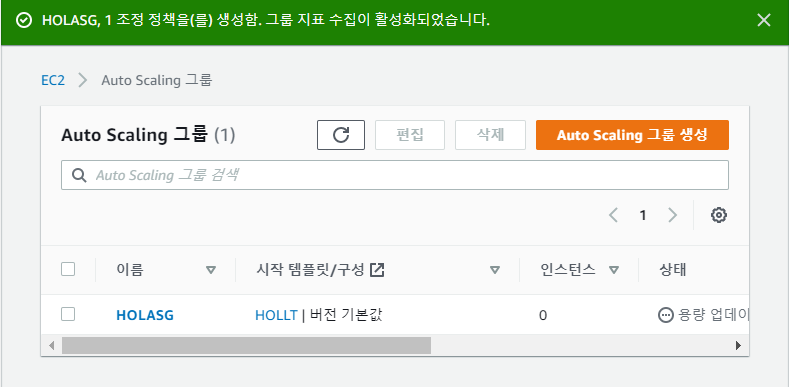 HOLASG, 1 조정 정책을(를) 생성함. 그룹 지표 수집이 활성화되었습니다.
EC2 > Auto Scaling 그룹
Auto Scaling 그룹 (1) 편집 삭제 Auto Scaling 그룹 생성
Auto Scaling 그룹 검색
1
이름 시작 템플릿/구성 인스턴스 상태
HOLASG HOLLT | 버전 기본값 0 용량 업데이